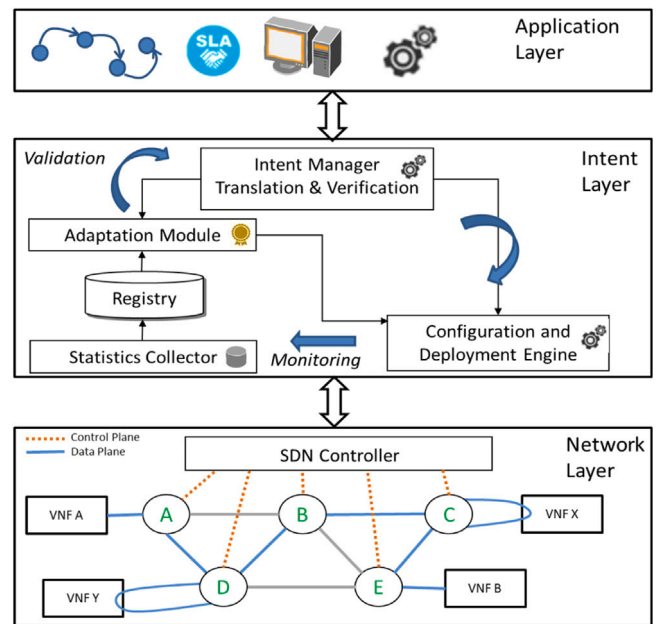 Application
Layer
SLA
Validation
Intent Manager
Translation & Verification
Intent
Layer
Adaptation Module
Registry
Statistics Collector
Monitoring
Configuration and
Deployment Engine
Control Plane
Data Plane
SDN Controller
Network
Layer
VNF A
A
B
C
VNF X
VNF Y
D
E
VNF B